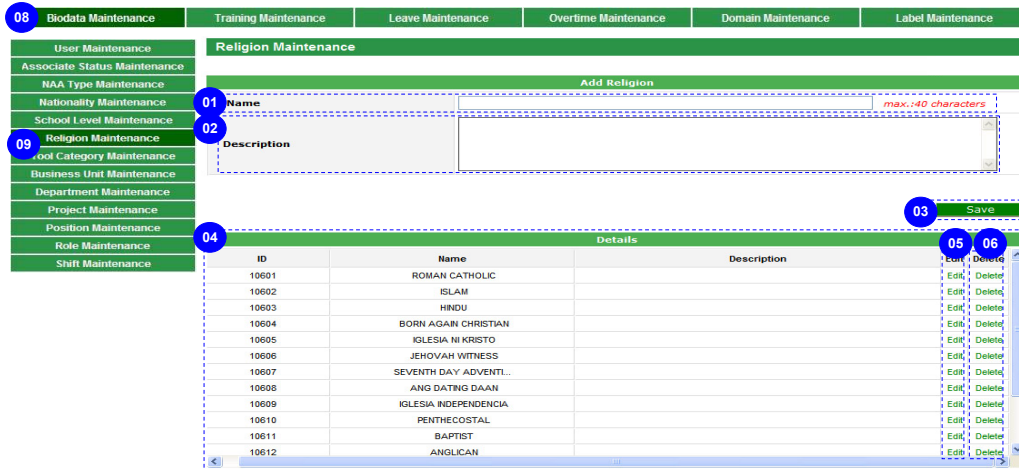 08 Biodata Maintenance Training Maintenance Leave Maintenance Overtime Maintenance Domain Maintenance Label Maintenance
User Maintenance
Associate Status Maintenance
NAA Type Maintenance
Nationality Maintenance
School Level Maintenance
09 Religion Maintenance
ool Category Maintenance
Business Unit Maintenance
Department Maintenance
Project Maintenance
Position Maintenance
Role Maintenance
Shift Maintenance
Religion Maintenance
Add Religion
01 Name max.:40 characters
02
Description
03 Save
04 Details 05 06
ID Name Description Edit Delete
10601 ROMAN CATHOLIC Edit Delete
10602 ISLAM Edit Delete
10603 HINDU Edit Delete
10604 BORN AGAIN CHRISTIAN Edit Delete
10605 IGLESIA NI KRISTO Edit Delete
10606 JEHOVAH WITNESS Edit Delete
10607 SEVENTH DAY ADVENTI... Edit Delete
10608 ANG DATING DAAN Edit Delete
10609 IGLESIA INDEPENDENCIA Edit Delete
10610 PENTHECOSTAL Edit Delete
10611 BAPTIST Edit Delete
10612 ANGLICAN Edit Delete